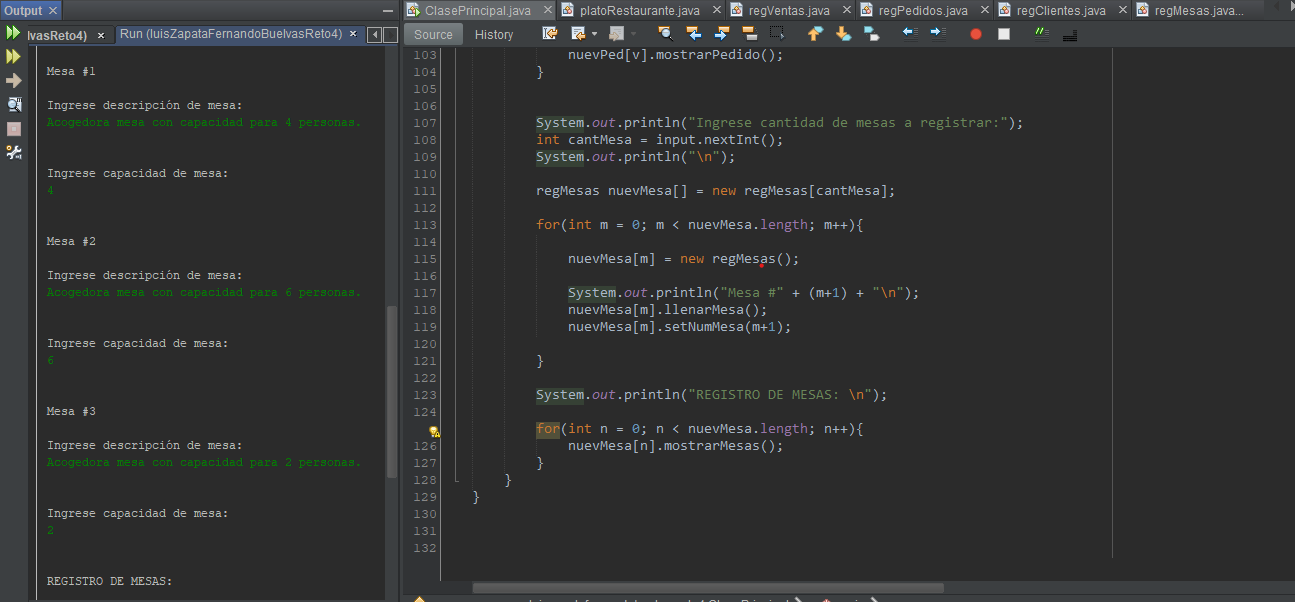 Output
lvasReto4)
Run (luisZapataFernandoBuelvasReto4)
Mesa #1
Ingrese descripción de mesa:
Acogedora mesa con capacidad para 4 personas.
Ingrese capacidad de mesa:
4
Mesa #2
Ingrese descripción de mesa:
Acogedora mesa con capacidad para 6 personas.
Ingrese capacidad de mesa:
6
Mesa #3
Ingrese descripción de mesa:
Acogedora mesa con capacidad para 2 personas.
Ingrese capacidad de mesa:
2
REGISTRO DE MESAS:
ClasePrincipal.java platoRestaurante.java regVentas.java regPedidos.java regClientes.java regMesas.java...
Source History
103 nuevPed[v].mostrarPedido();
104 }
105
106
107 System.out.println("Ingrese cantidad de mesas a registrar:");
108 int cantMesa = input.nextInt();
109 System.out.println("\n");
110
111 regMesas nuevMesa[] = new regMesas[cantMesa];
112
113 for(int m = 0; m < nuevMesa.length; m++){
114
115 nuevMesa[m] = new regMesas();
116
117 System.out.println("Mesa #" + (m+1) + "\n");
118 nuevMesa[m].llenarMesa();
119 nuevMesa[m].setNumMesa(m+1);
120
121 }
122
123 System.out.println("REGISTRO DE MESAS: \n");
124
for(int n = 0; n < nuevMesa.length; n++){
126 nuevMesa[n].mostrarMesas();
127 }
128 }
129 }
130
131
132